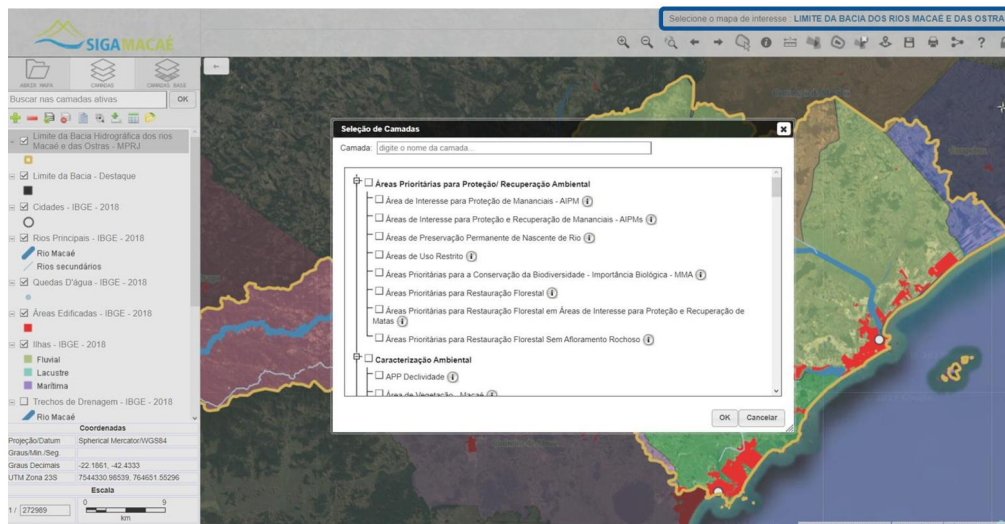 Selecione o mapa de interesse : LIMITE DA BACIA DOS RIOS MACAÉ E DAS OSTRA
SIGAMACAÉ
ABRIR MAPA
CAMADAS
CAMADAS BASE
Buscar nas camadas ativas
OK
Limite da Bacia Hidrográfica dos rios
Macaé e das Ostras - MPRJ
Limite da Bacia - Destaque
Cidades - IBGE - 2018
Rios Principais - IBGE - 2018
Rio Macaé
Rios secundários
Quedas D'água - IBGE - 2018
Áreas Edificadas - IBGE - 2018
Ilhas - IBGE - 2018
Fluvial
Lacustre
Marítima
Trechos de Drenagem - IBGE - 2018
Rio Macaé
Coordenadas
Projeção/Datum Spherical Mercator/WGS84
Graus/Min./Seg.
Graus Decimais -22.1861, -42.4333
UTM Zona 23S 7544330.98539, 764651.55296
Escala
1 / 272989
0 9
km
Seleção de Camadas
Camada: digite o nome da camada...
Áreas Prioritárias para Proteção/ Recuperação Ambiental
Área de Interesse para Proteção de Mananciais - AIPM
Áreas de Interesse para Proteção e Recuperação de Mananciais - AIPMs
Áreas de Preservação Permanente de Nascente de Rio
Áreas de Uso Restrito
Áreas Prioritárias para a Conservação da Biodiversidade - Importância Biológica - MMA
Áreas Prioritárias para Restauração Florestal
Áreas Prioritárias para Restauração Florestal em Áreas de Interesse para Proteção e Recuperação de
Matas
Áreas Prioritárias para Restauração Florestal Sem Afloramento Rochoso
Caracterização Ambiental
APP Declividade
Área de Vegetação - Macaé
OK
Cancelar